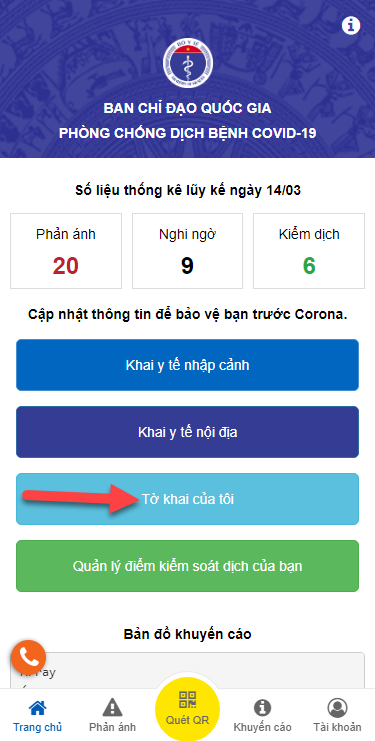 BAN CHỈ ĐẠO QUỐC GIA
PHÒNG CHỐNG DỊCH BỆNH COVID-19
Số liệu thống kê lũy kế ngày 14/03
Phản ánh
20
Nghi ngờ
9
Kiểm dịch
6
Cập nhật thông tin để bảo vệ bạn trước Corona.
Khai y tế nhập cảnh
Khai y tế nội địa
Tờ khai của tôi
Quản lý điểm kiểm soát dịch của bạn
Bản đồ khuyến cáo
Trang chủ
Phản ánh
Quét QR
Khuyến cáo
Tài khoản